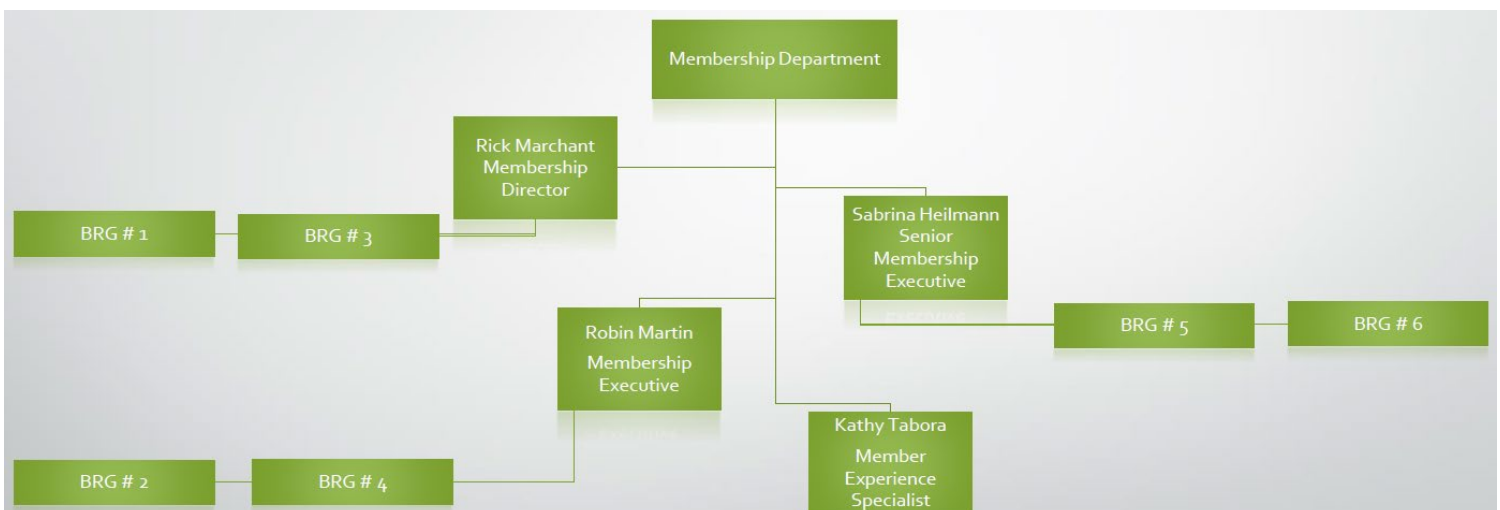 Membership Department
Rick Marchant
Membership
Director
BRG # 1
BRG # 3
Sabrina Heilmann
Senior
Membership
Executive
Robin Martin
Membership
Executive
BRG # 5
BRG # 6
Kathy Tabora
Member
Experience
Specialist
BRG # 2
BRG # 4